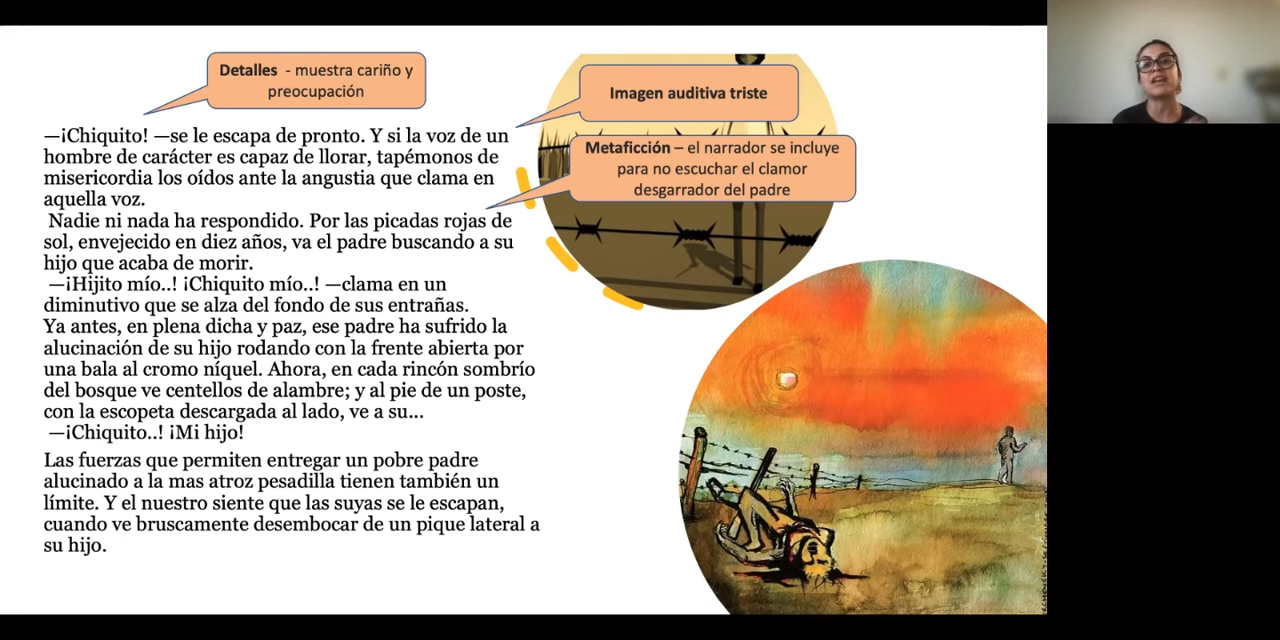 Detalles - muestra cariño y
preocupación
Imagen auditiva triste
Metaficción – el narrador se incluye
para no escuchar el clamor
desgarrador del padre
—¡Chiquito! —se le escapa de pronto. Y si la voz de un
hombre de carácter es capaz de llorar, tapémonos de
misericordia los oídos ante la angustia que clama en
aquella voz.
Nadie ni nada ha respondido. Por las picadas rojas de
sol, envejecido en diez años, va el padre buscando a su
hijo que acaba de morir.
—¡Hijito mío..! ¡Chiquito mío..! —clama en un
diminutivo que se alza del fondo de sus entrañas.
Ya antes, en plena dicha y paz, ese padre ha sufrido la
alucinación de su hijo rodando con la frente abierta por
una bala al cromo níquel. Ahora, en cada rincón sombrío
del bosque ve centellos de alambre; y al pie de un poste,
con la escopeta descargada al lado, ve a su...
—¡Chiquito..! ¡Mi hijo!
Las fuerzas que permiten entregar un pobre padre
alucinado a la mas atroz pesadilla tienen también un
límite. Y el nuestro siente que las suyas se le escapan,
cuando ve bruscamente desembocar de un pique lateral a
su hijo.